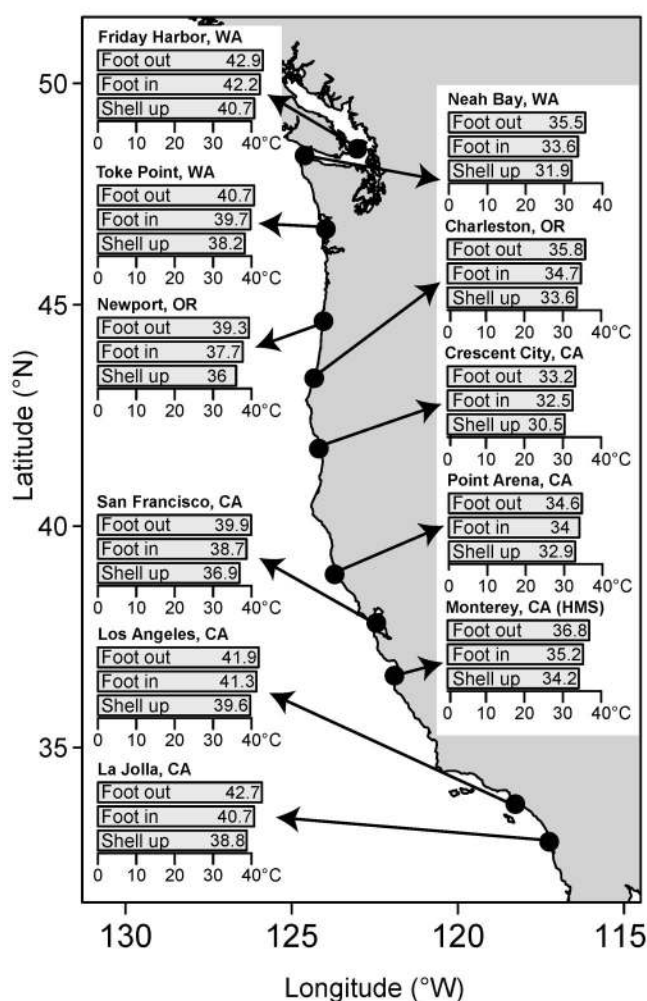 Friday Harbor, WA
Foot out 42.9
Foot in 42.2
Shell up 40.7
0 10 20 30 40°C
Toke Point, WA
Foot out 40.7
Foot in 39.7
Shell up 38.2
0 10 20 30 40°C
Newport, OR
Foot out 39.3
Foot in 37.7
Shell up 36
0 10 20 30 40°C
San Francisco, CA
Foot out 39.9
Foot in 38.7
Shell up 36.9
0 10 20 30 40°C
Los Angeles, CA
Foot out 41.9
Foot in 41.3
Shell up 39.6
0 10 20 30 40°C
La Jolla, CA
Foot out 42.7
Foot in 40.7
Shell up 38.8
0 10 20 30 40°C
Neah Bay, WA
Foot out 35.5
Foot in 33.6
Shell up 31.9
0 10 20 30 40
Charleston, OR
Foot out 35.8
Foot in 34.7
Shell up 33.6
0 10 20 30 40°C
Crescent City, CA
Foot out 33.2
Foot in 32.5
Shell up 30.5
0 10 20 30 40°C
Point Arena, CA
Foot out 34.6
Foot in 34
Shell up 32.9
0 10 20 30 40°C
Monterey, CA (HMS)
Foot out 36.8
Foot in 35.2
Shell up 34.2
0 10 20 30 40°C
50
45
40
35
Latitude (°N)
130 125 120 115
Longitude (°W)